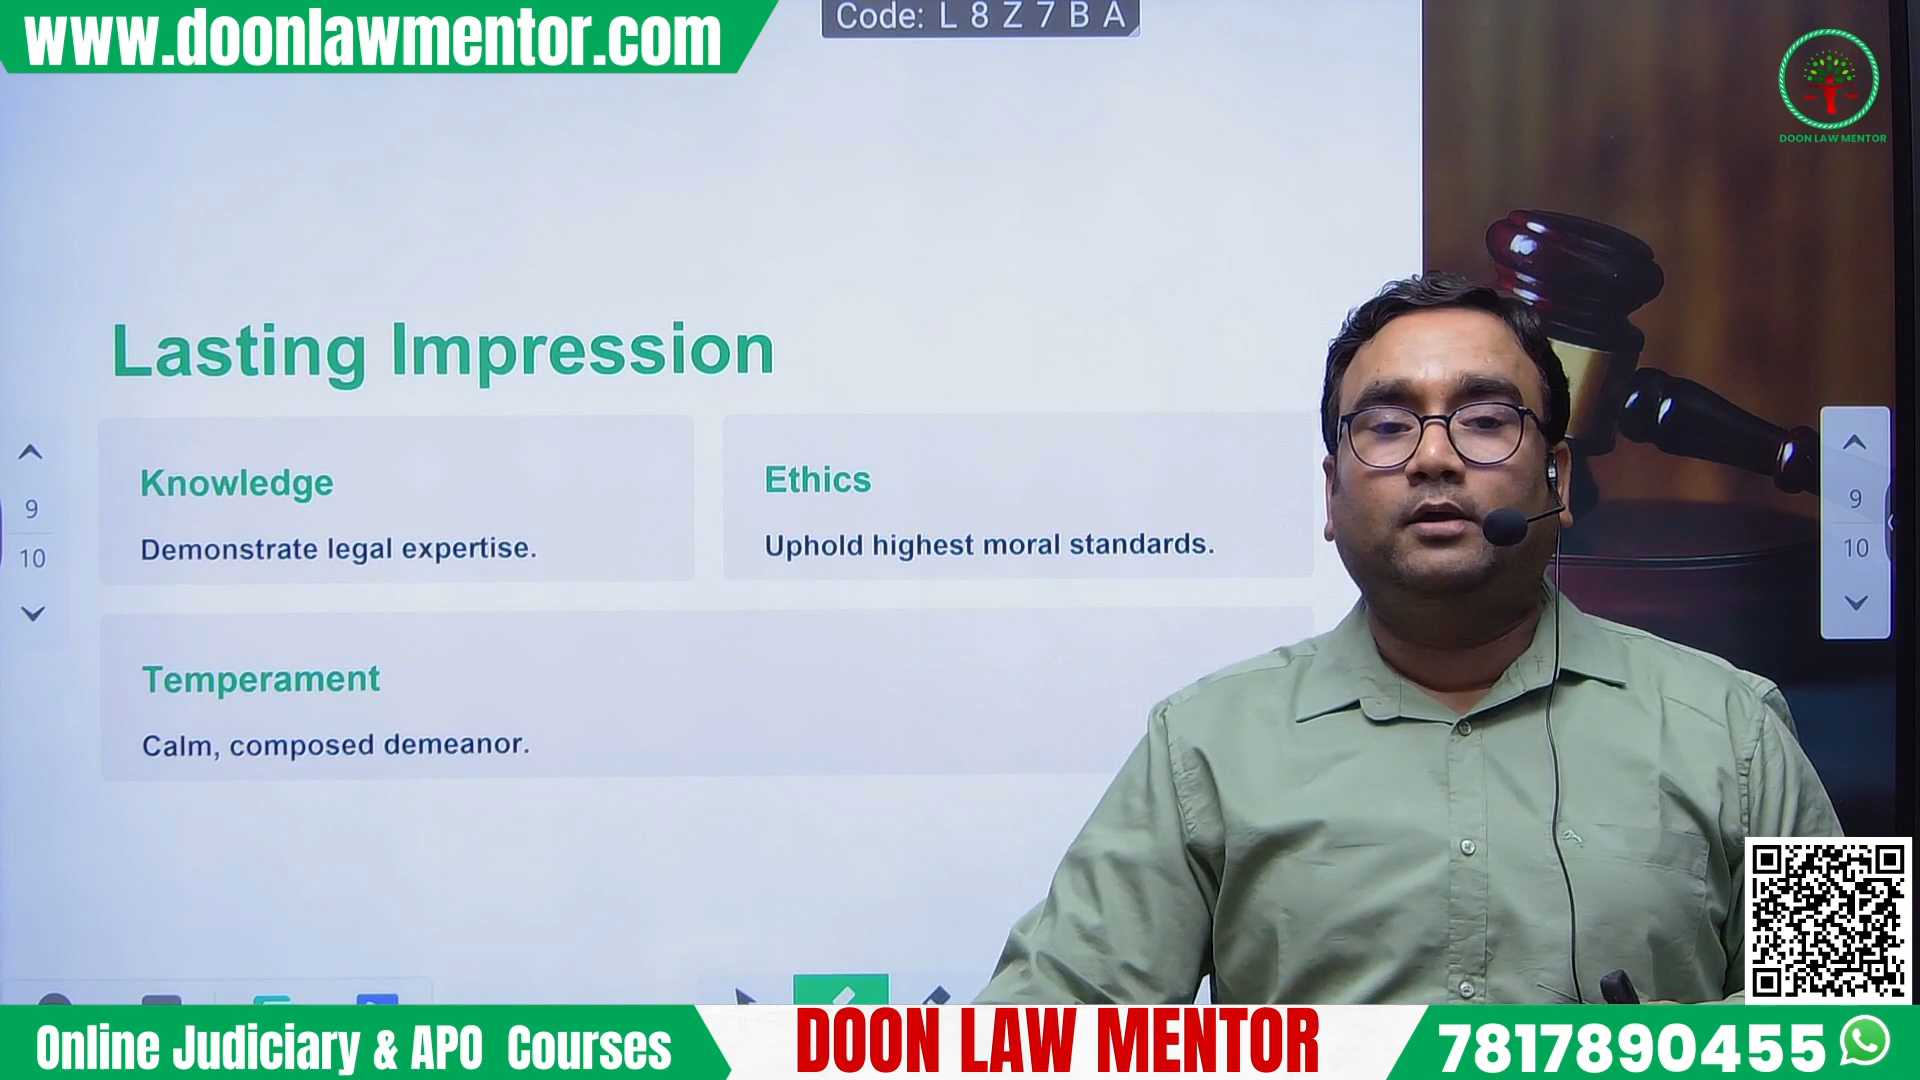 www.doonlawmentor.com
Code: L 8 Z 7 B A
DOON LAW MENTOR
Lasting Impression
Knowledge
Demonstrate legal expertise.
Ethics
Uphold highest moral standards.
Temperament
Calm, composed demeanor.
9
10
9
10
Online Judiciary & APO Courses
DOON LAW MENTOR
7817890455